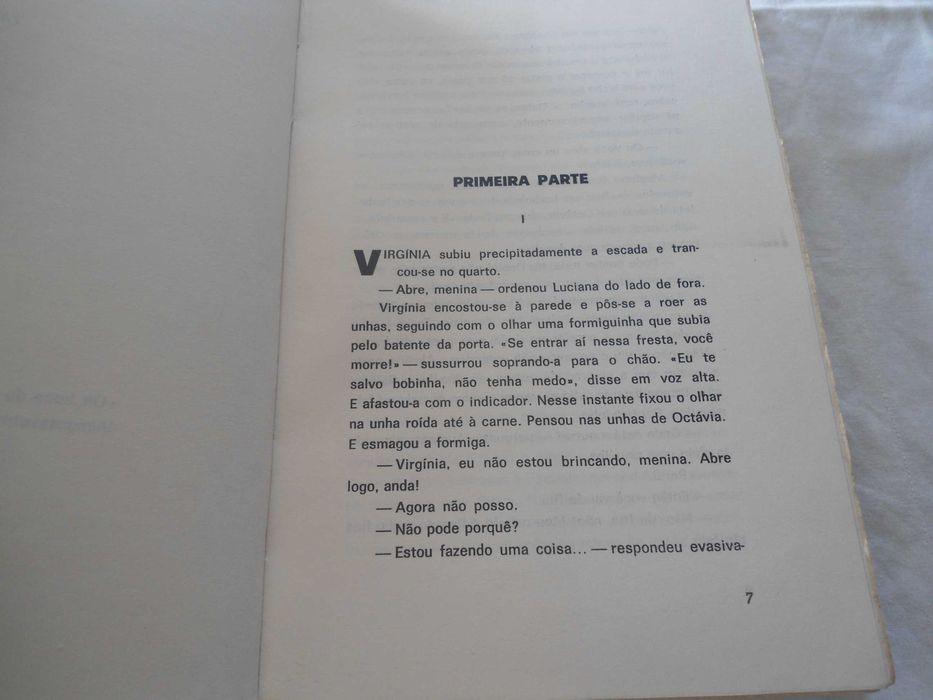 PRIMEIRA PARTE
I
VIRGÍNIA subiu precipitadamente a escada e tran-
cou-se no quarto.
— Abre, menina — ordenou Luciana do lado de fora.
Virgínia encostou-se à parede e pôs-se a roer as
unhas, seguindo com o olhar uma formiguinha que subia
pelo batente da porta. «Se entrar aí nessa fresta, você
morre!» — sussurrou soprando-a para o chão. «Eu te
salvo bobinha, não tenha medo», disse em voz alta.
E afastou-a com o indicador. Nesse instante fixou o olhar
na unha roída até à carne. Pensou nas unhas de Octávia.
E esmagou a formiga.
— Virgínia, eu não estou brincando, menina. Abre
logo, anda!
— Agora não posso.
— Não pode porquê?
— Estou fazendo uma coisa... — respondeu evasiva-
7